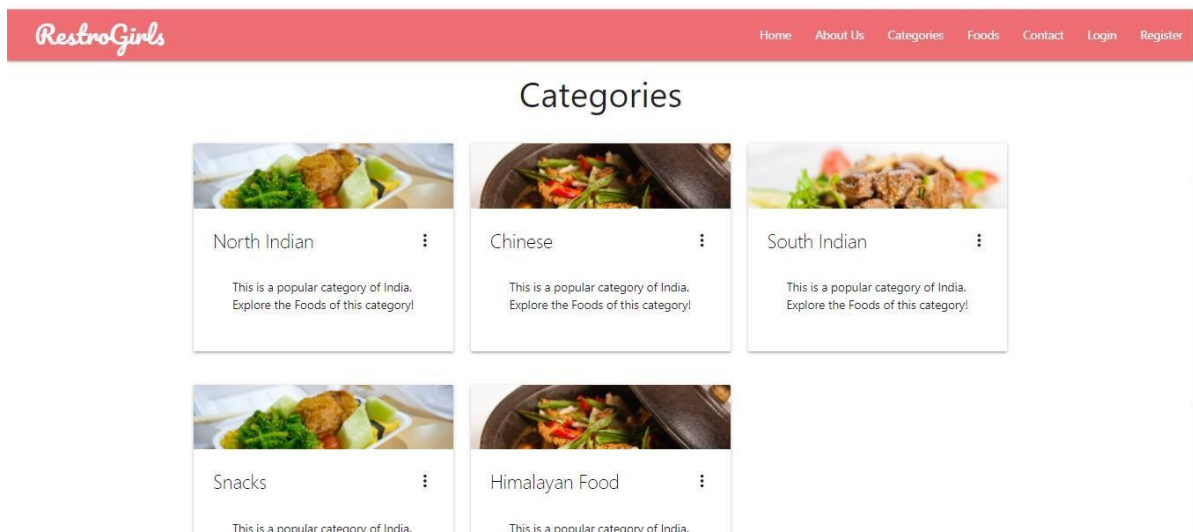 RestroGirls
Home About Us Categories Foods Contact Login Register
Categories
North Indian
This is a popular category of India.
Explore the Foods of this category!
Chinese
This is a popular category of India.
Explore the Foods of this category!
South Indian
This is a popular category of India.
Explore the Foods of this category!
Snacks
This is a popular category of India.
Himalayan Food
This is a popular category of India.